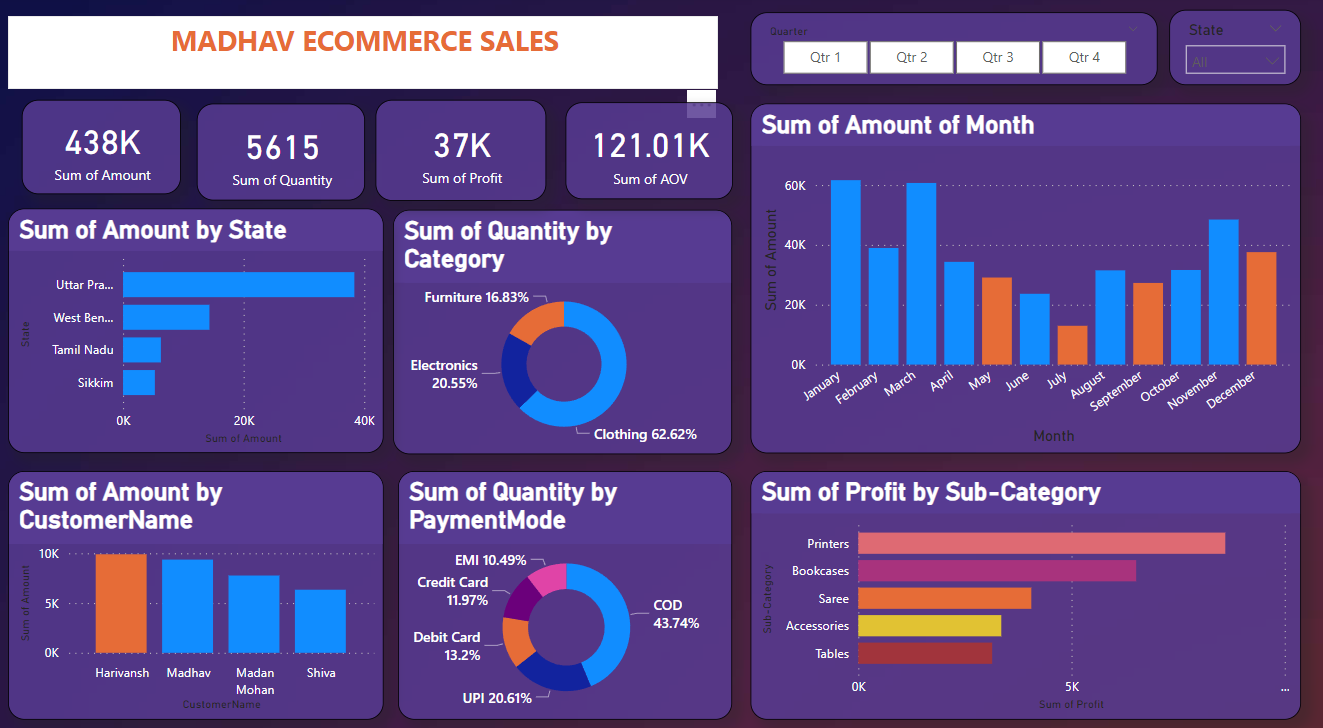 MADHAV ECOMMERCE SALES
Quarter
Qtr 1
Qtr 2
Qtr 3
Qtr 4
State
All
438K
Sum of Amount
5615
Sum of Quantity
37K
Sum of Profit
121.01K
Sum of AOV
Sum of Amount by State
State
Uttar Pra...
West Ben...
Tamil Nadu
Sikkim
0K
20K
40K
Sum of Amount
Sum of Quantity by
Category
Furniture 16.83%
Electronics
20.55%
Clothing 62.62%
Sum of Amount of Month
Sum of Amount
60K
40K
20K
0K
January
February
March
April
May
June
July
August
September
October
November
December
Month
Sum of Amount by
CustomerName
Sum of Amount
10K
5K
0K
Harivansh
Madhav
Madan
Mohan
Shiva
CustomerName
Sum of Quantity by
PaymentMode
EMI 10.49%
Credit Card
11.97%
Debit Card
13.2%
UPI 20.61%
COD
43.74%
Sum of Profit by Sub-Category
Sub-Category
Printers
Bookcases
Saree
Accessories
Tables
0K
5K
...
Sum of Profit